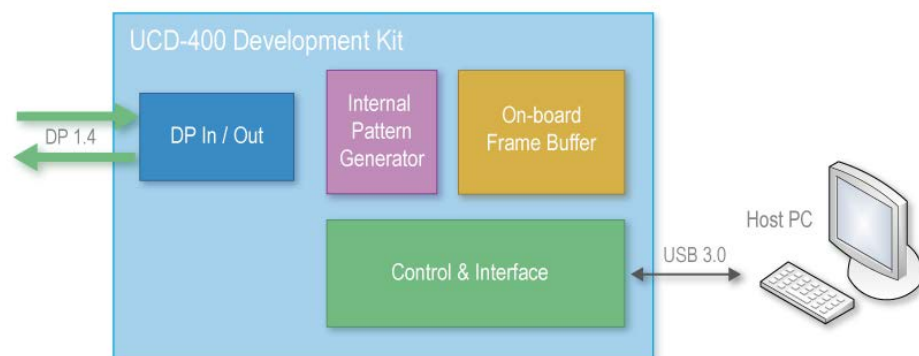 UCD-400 Development Kit
DP 1.4
DP In / Out
Internal
Pattern
Generator
On-board
Frame Buffer
Control & Interface
USB 3.0
Host PC